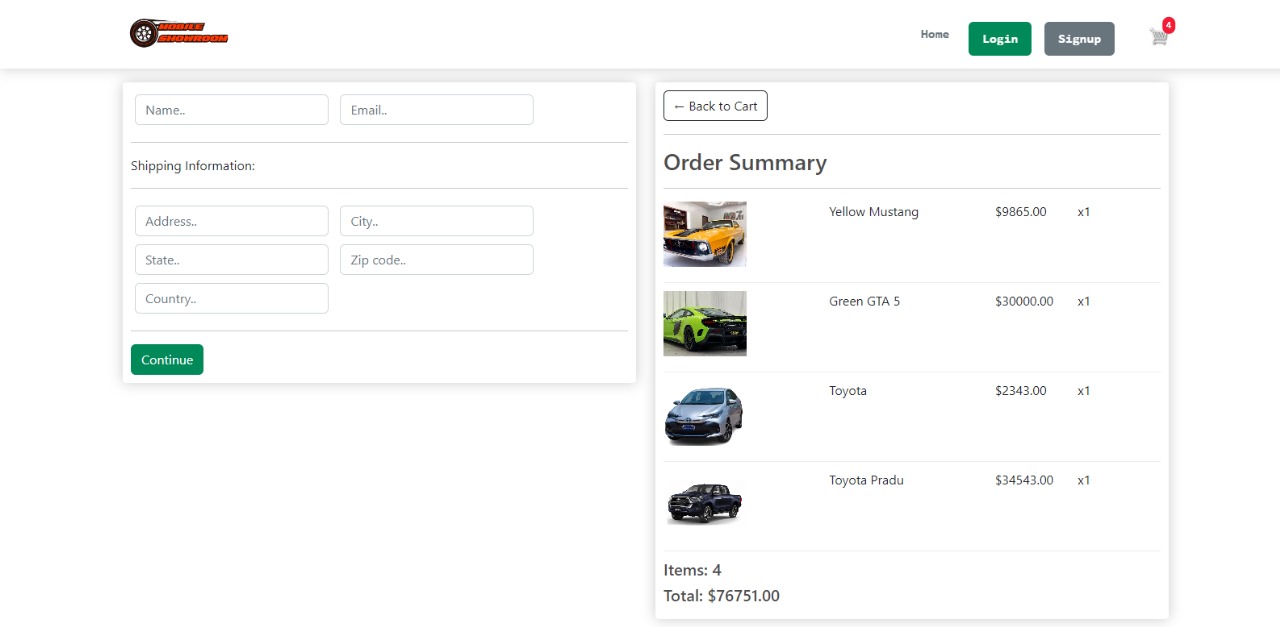 MOBILE
SHOWROOM
Home
Login
Signup
4
Name..
Email..
Shipping Information:
Address..
City..
State..
Zip code..
Country..
Continue
← Back to Cart
Order Summary
Yellow Mustang $9865.00 x1
Green GTA 5 $30000.00 x1
Toyota $2343.00 x1
Toyota Pradu $34543.00 x1
Items: 4
Total: $76751.00